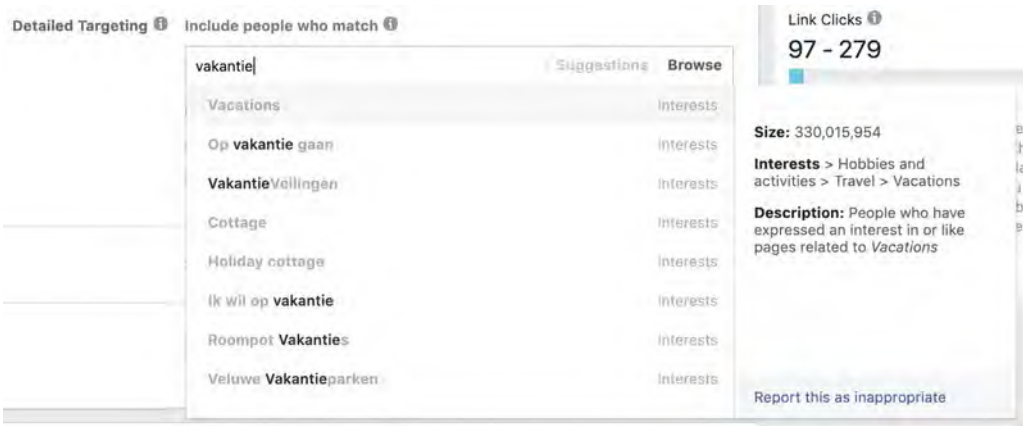 Detailed Targeting
Include people who match
Link Clicks
97 - 279
vakantie
Suggestions Browse
Vacations Interests
Op vakantie gaan Interests
VakantieVeilingen Interests
Cottage Interests
Holiday cottage Interests
Ik wil op vakantie Interests
Roompot Vakanties Interests
Veluwe Vakantieparken Interests
Size: 330,015,954
Interests > Hobbies and
activities > Travel > Vacations
Description: People who have
expressed an interest in or like
pages related to Vacations
Report this as inappropriate